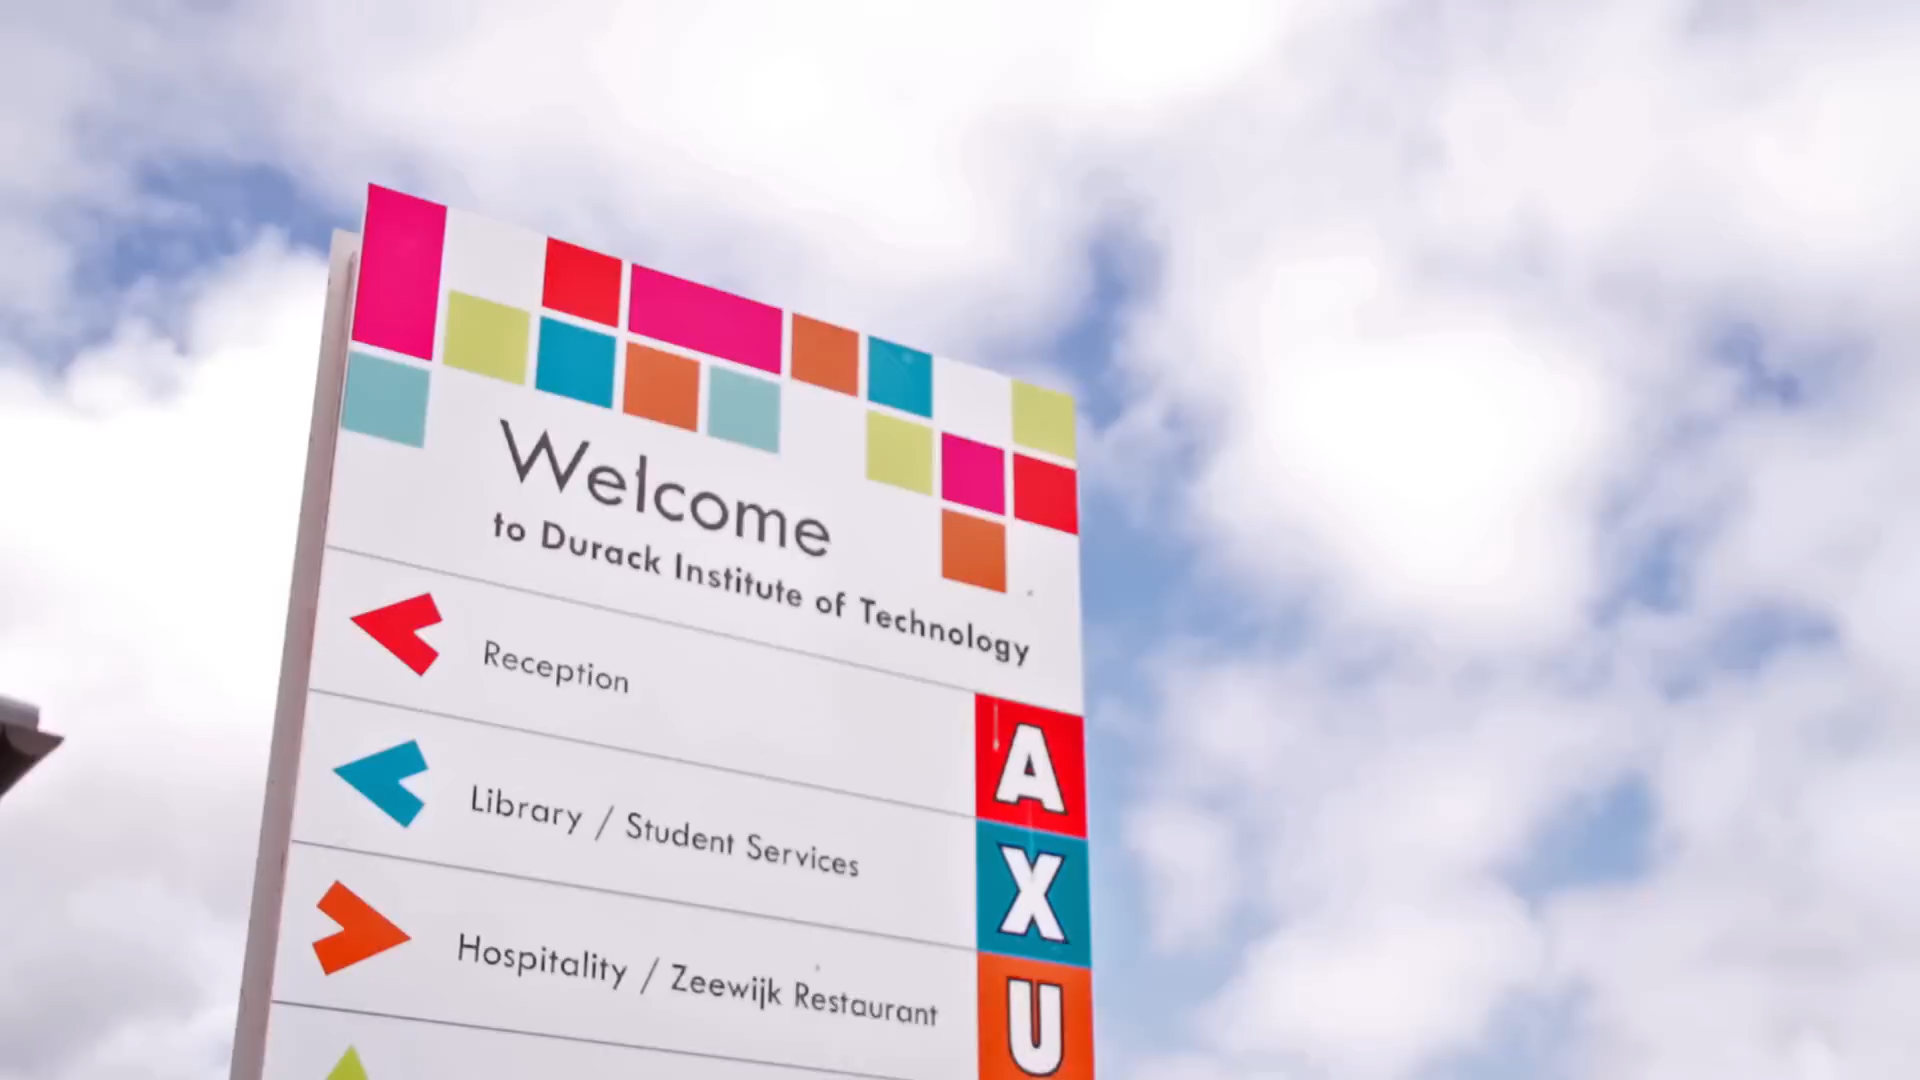 Welcome
to Durack Institute of Technology
Reception
A
Library / Student Services
X
Hospitality / Zeewijk Restaurant
U